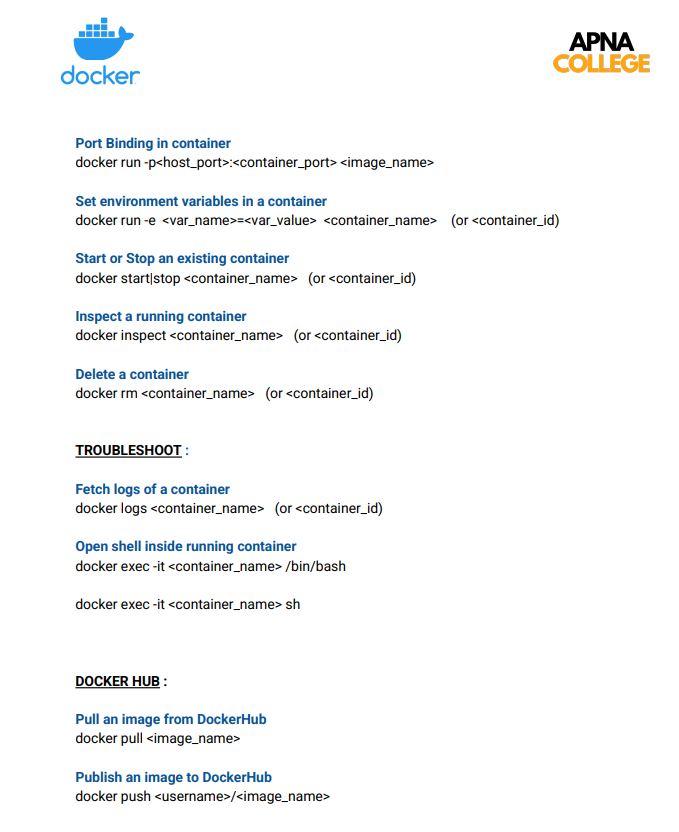 docker
APNA
COLLEGE
Port Binding in container
docker run -p<host_port>:<container_port> <image_name>
Set environment variables in a container
docker run -e  <var_name>=<var_value>  <container_name>    (or <container_id)
Start or Stop an existing container
docker start|stop <container_name>   (or <container_id)
Inspect a running container
docker inspect <container_name>   (or <container_id)
Delete a container
docker rm <container_name>   (or <container_id)
TROUBLESHOOT :
Fetch logs of a container
docker logs <container_name>   (or <container_id)
Open shell inside running container
docker exec -it <container_name> /bin/bash
docker exec -it <container_name> sh
DOCKER HUB :
Pull an image from DockerHub
docker pull <image_name>
Publish an image to DockerHub
docker push <username>/<image_name>